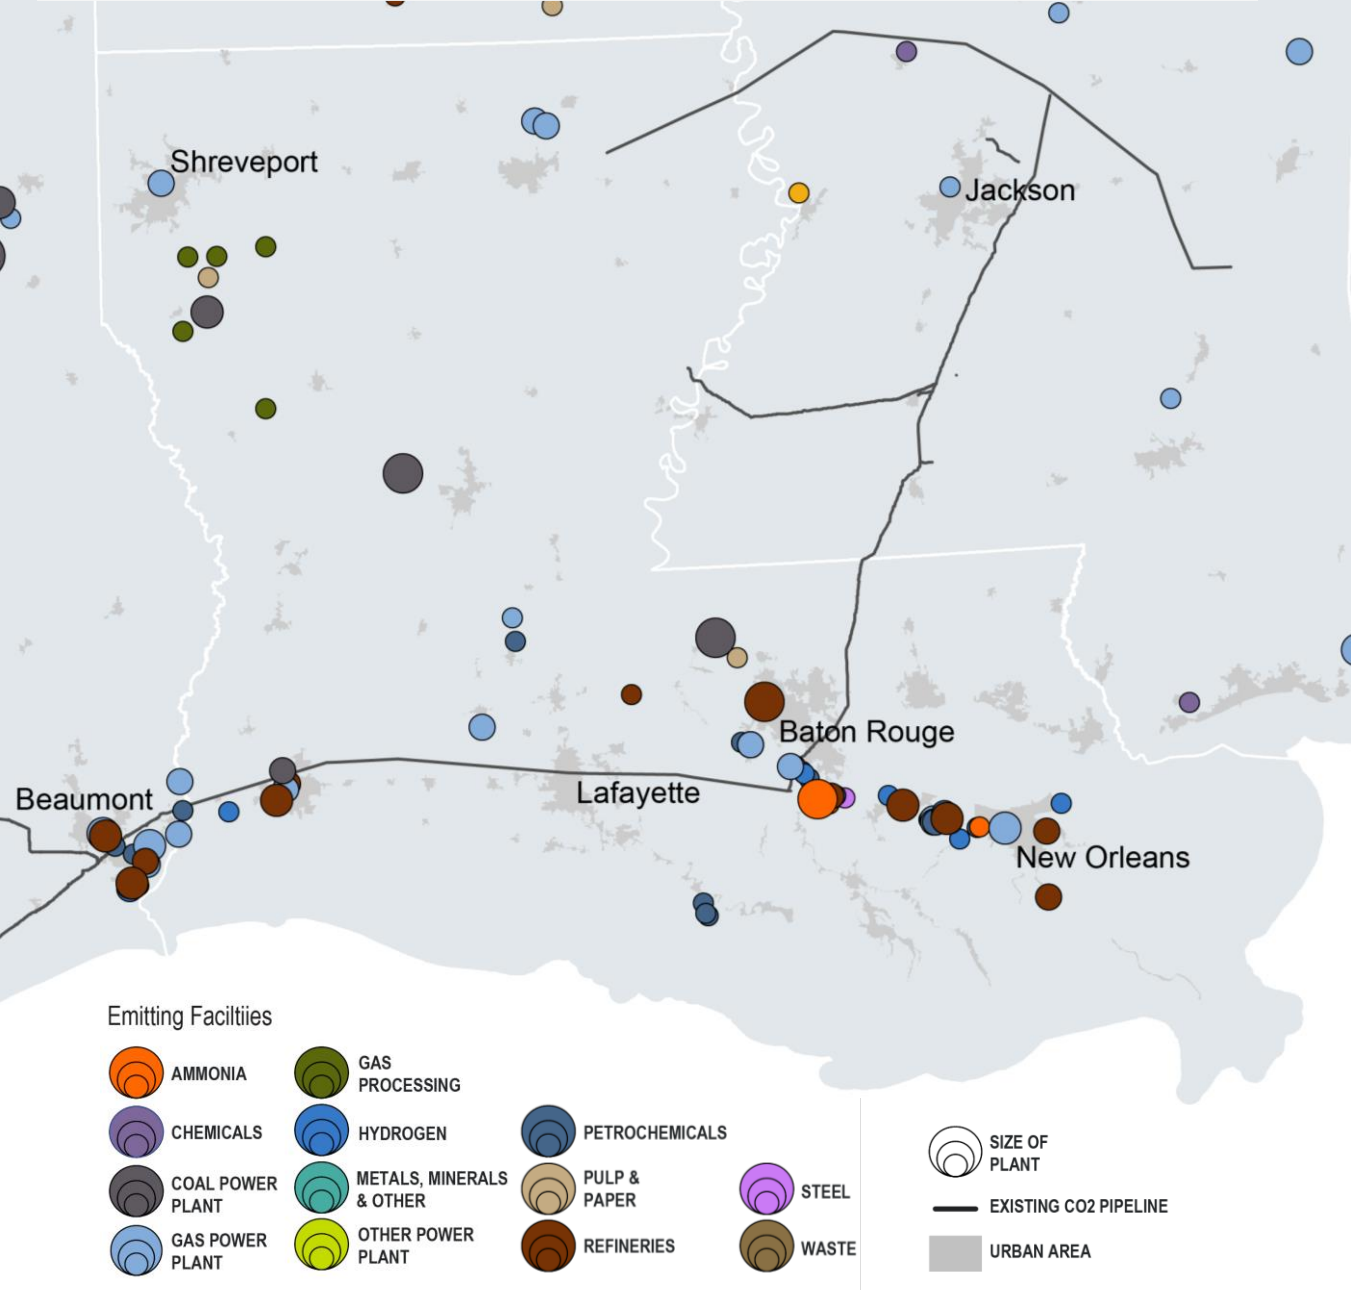 Shreveport
Jackson
Baton Rouge
Beaumont
Lafayette
New Orleans
Emitting Faciltiies
AMMONIA
GAS
PROCESSING
CHEMICALS
HYDROGEN
PETROCHEMICALS
COAL POWER
PLANT
METALS, MINERALS
& OTHER
PULP &
PAPER
STEEL
GAS POWER
PLANT
OTHER POWER
PLANT
REFINERIES
WASTE
SIZE OF
PLANT
EXISTING CO2 PIPELINE
URBAN AREA